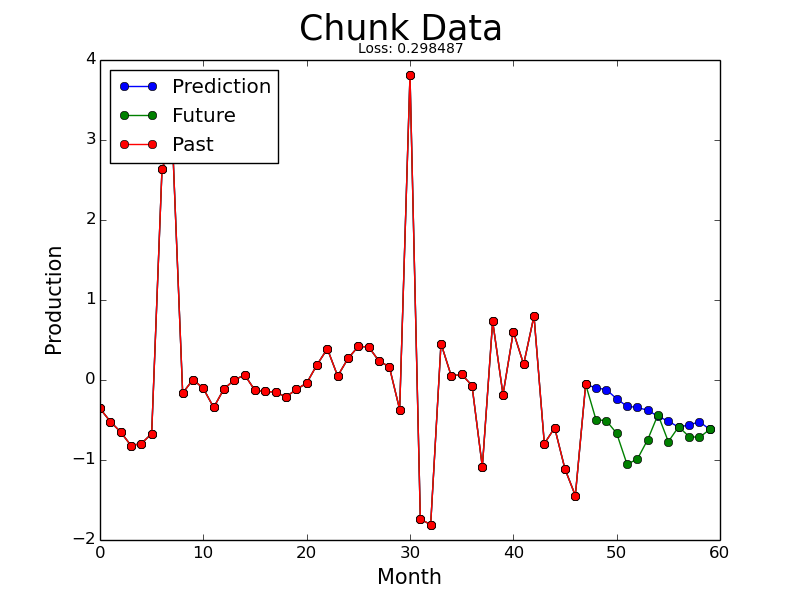 Chunk Data
Loss: 0.298487
Prediction
Future
Past
4
3
2
1
0
−1
−2
Production
0 10 20 30 40 50 60
Month